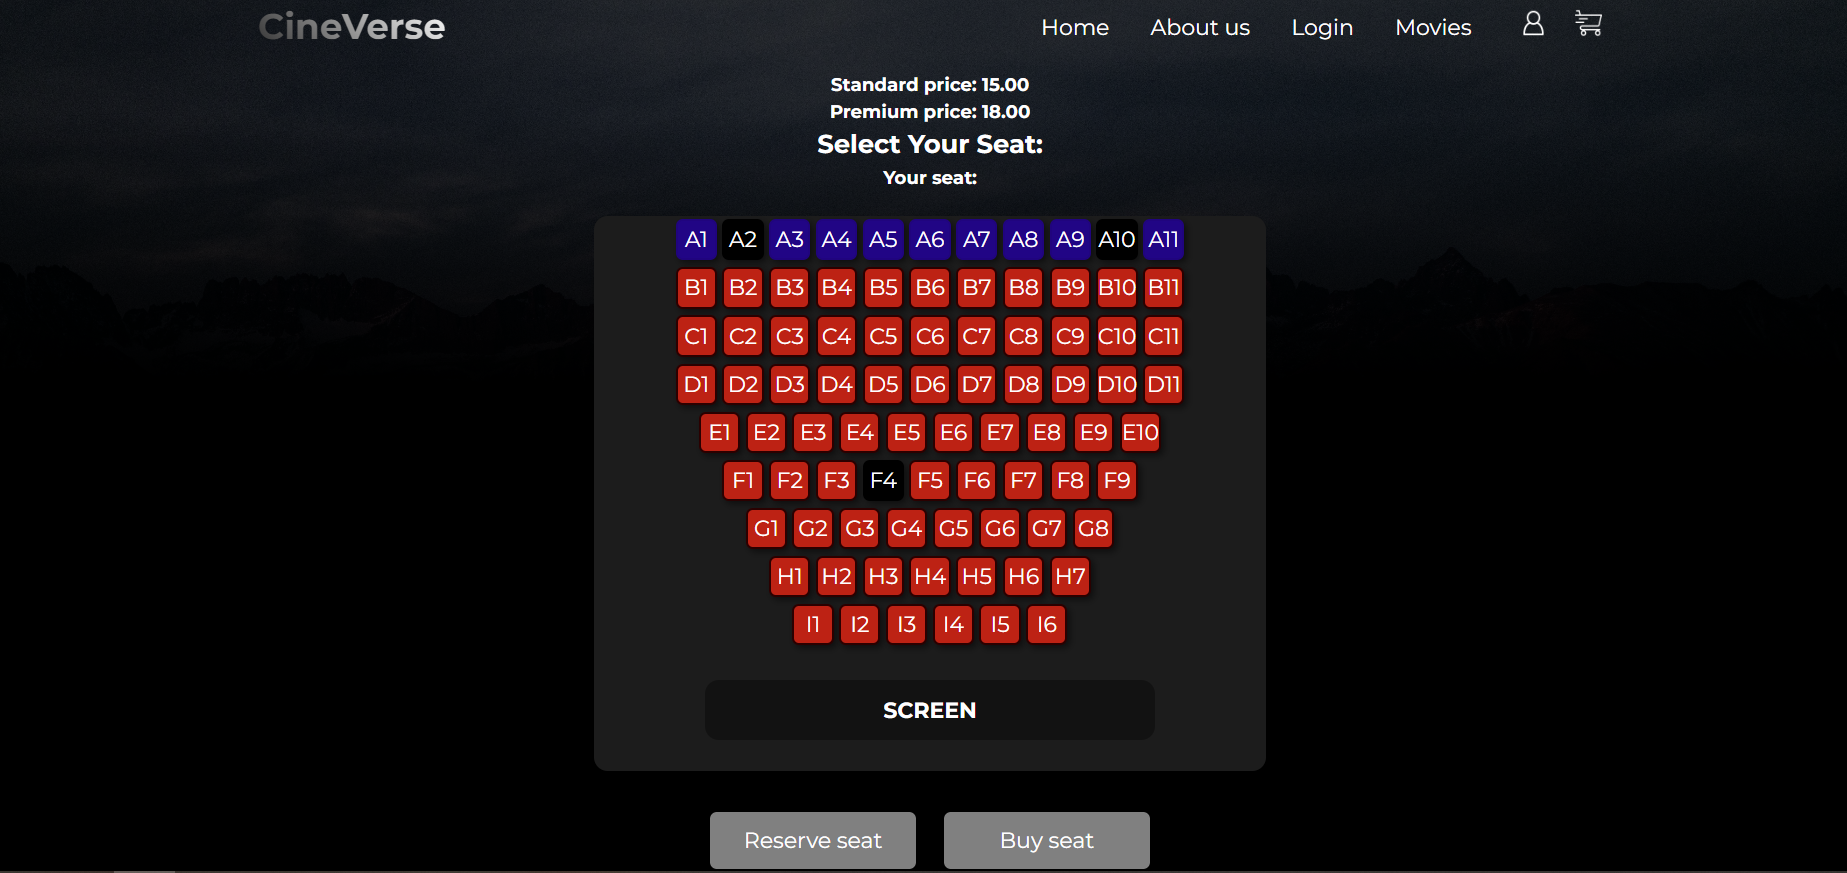 CineVerse Home About us Login Movies
Standard price: 15.00
Premium price: 18.00
Select Your Seat:
Your seat:
A1 A2 A3 A4 A5 A6 A7 A8 A9 A10 A11
B1 B2 B3 B4 B5 B6 B7 B8 B9 B10 B11
C1 C2 C3 C4 C5 C6 C7 C8 C9 C10 C11
D1 D2 D3 D4 D5 D6 D7 D8 D9 D10 D11
E1 E2 E3 E4 E5 E6 E7 E8 E9 E10
F1 F2 F3 F4 F5 F6 F7 F8 F9
G1 G2 G3 G4 G5 G6 G7 G8
H1 H2 H3 H4 H5 H6 H7
I1 I2 I3 I4 I5 I6
SCREEN
Reserve seat Buy seat